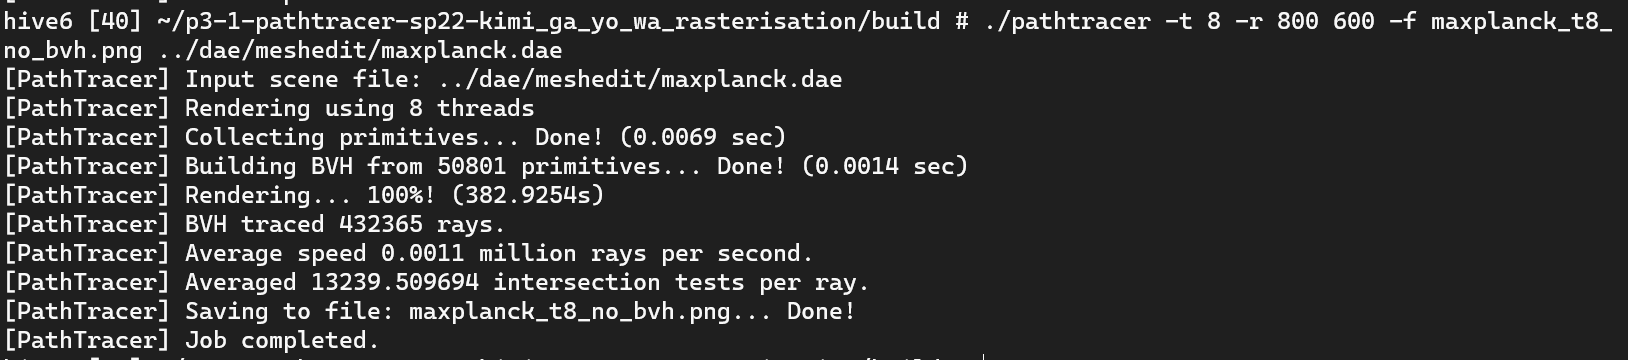 hive6 [40] ~/p3-1-pathtracer-sp22-kimi_ga_yo_wa_rasterisation/build # ./pathtracer -t 8 -r 800 600 -f maxplanck_t8_
no_bvh.png ../dae/meshedit/maxplanck.dae
[PathTracer] Input scene file: ../dae/meshedit/maxplanck.dae
[PathTracer] Rendering using 8 threads
[PathTracer] Collecting primitives... Done! (0.0069 sec)
[PathTracer] Building BVH from 50801 primitives... Done! (0.0014 sec)
[PathTracer] Rendering... 100%! (382.9254s)
[PathTracer] BVH traced 432365 rays.
[PathTracer] Average speed 0.0011 million rays per second.
[PathTracer] Averaged 13239.509694 intersection tests per ray.
[PathTracer] Saving to file: maxplanck_t8_no_bvh.png... Done!
[PathTracer] Job completed.